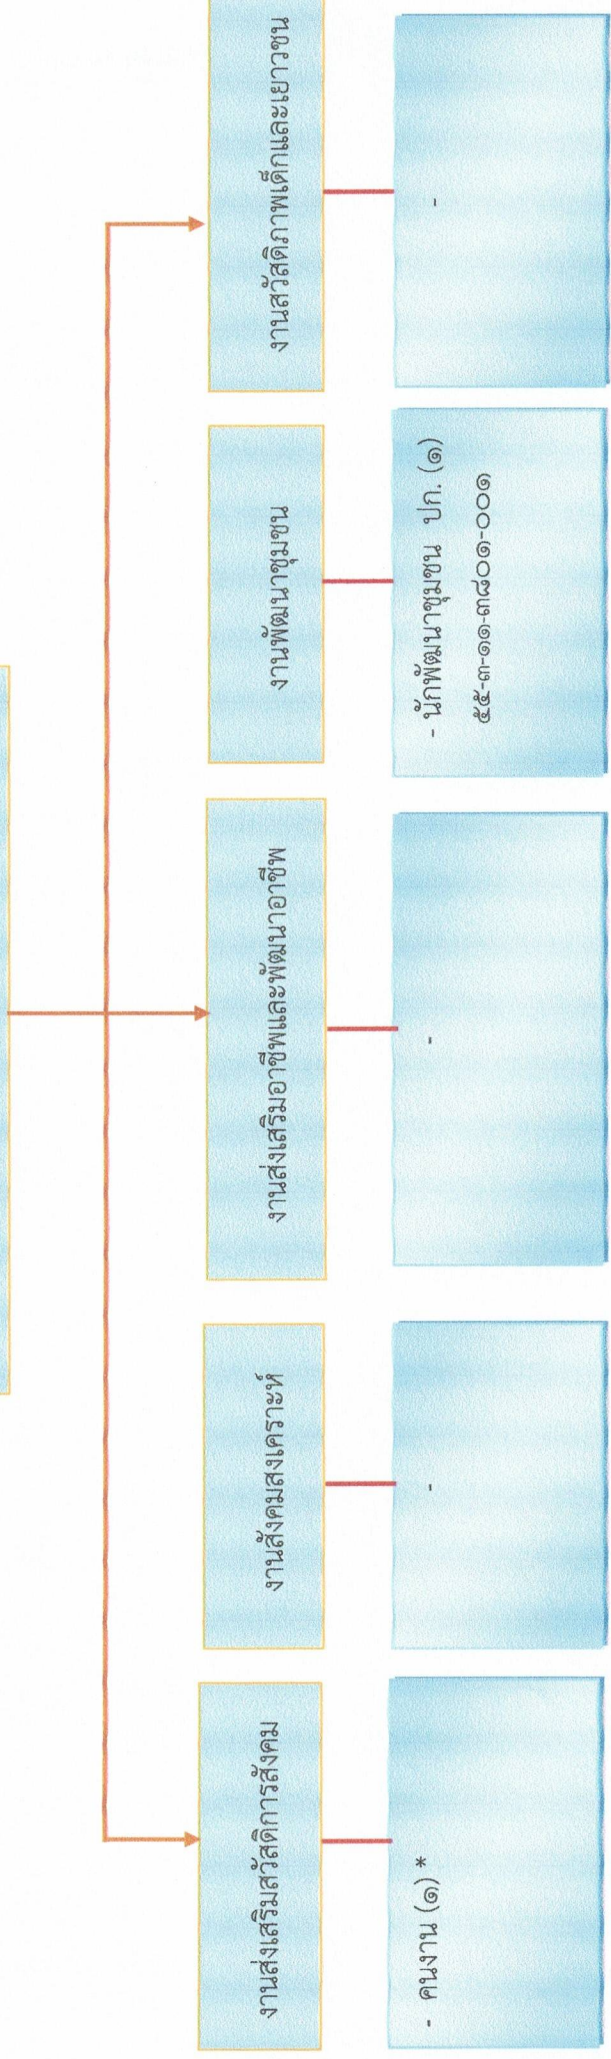 งานส่งเสริมสวัสดิการสังคม
งานสังคมสงเคราะห์
งานส่งเสริมอาชีพและพัฒนาอาชีพ
งานพัฒนาชุมชน
งานสวัสดิภาพเด็กและเยาวชน
- คนงาน (๑) *
-
-
- นักพัฒนาชุมชน ปก. (๑)
๕๕-๓-๑๑-๓๘๐๑-๐๐๑
-